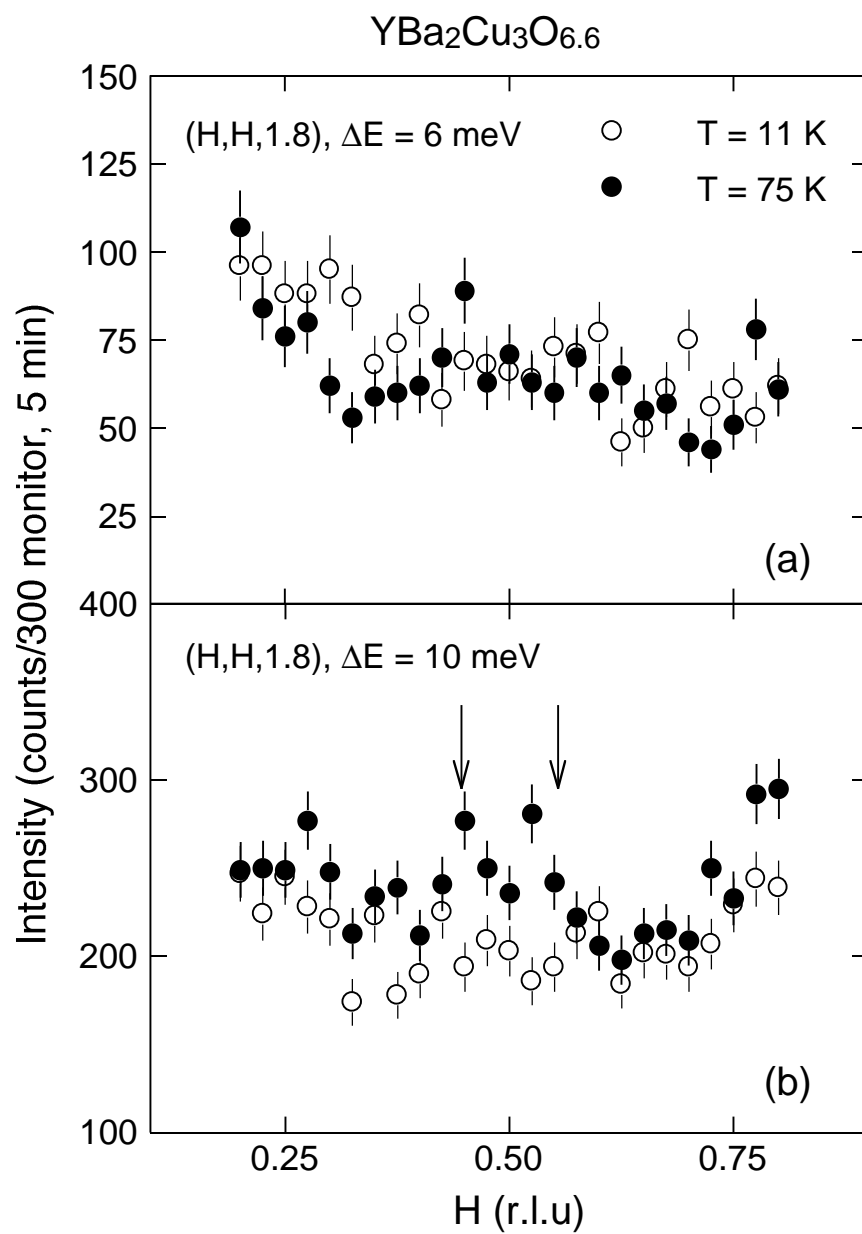 YBa2Cu3O6.6
150
(H,H,1.8), ΔE = 6 meV
T = 11 K
T = 75 K
125
100
75
50
25
(a)
400
(H,H,1.8), ΔE = 10 meV
300
200
(b)
100
0.25 0.50 0.75
H (r.l.u)
Intensity (counts/300 monitor, 5 min)